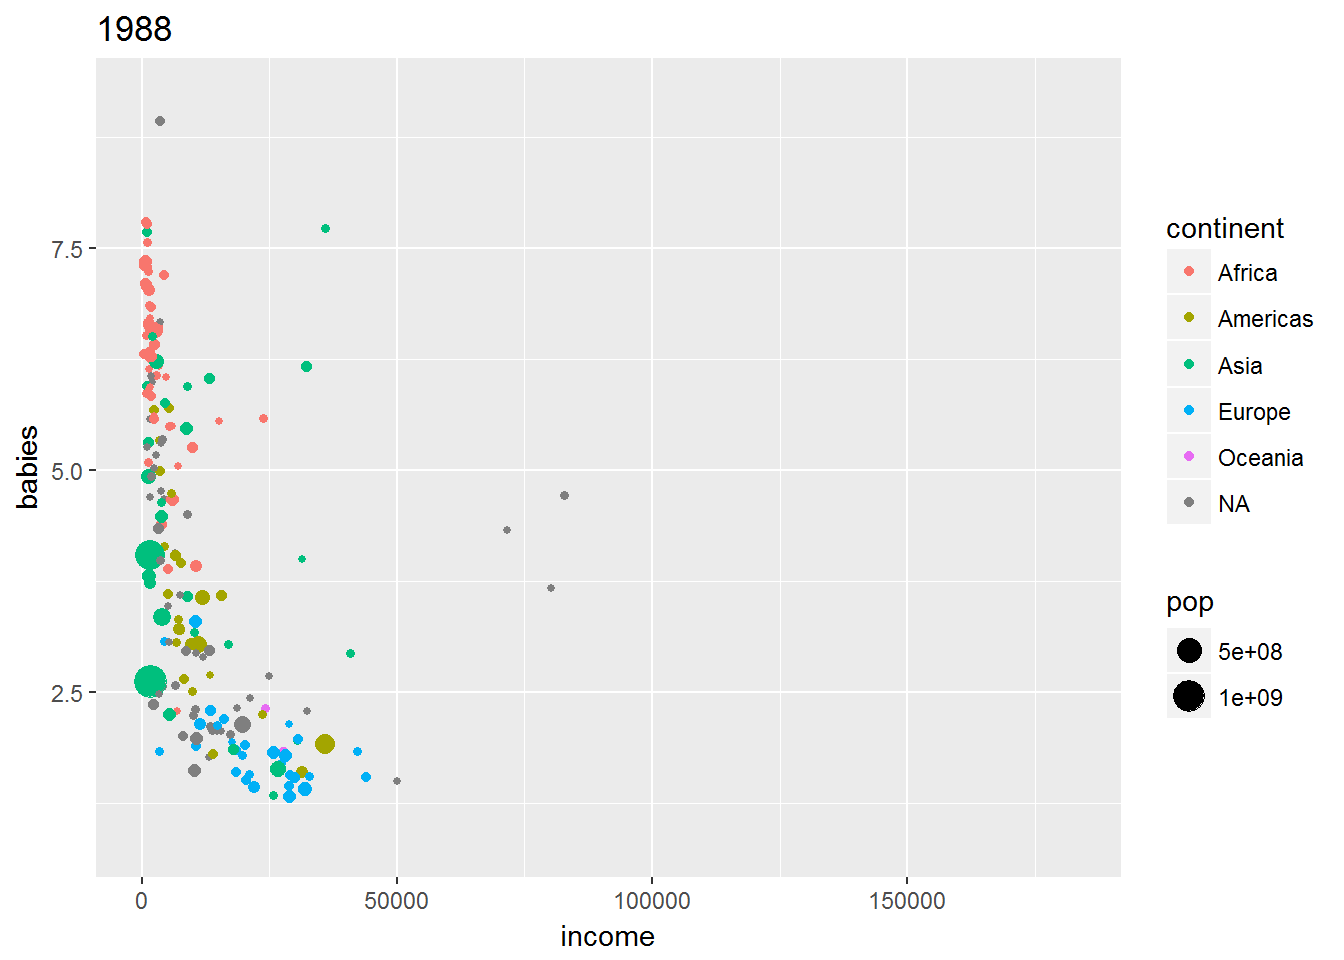 1988
7.5
5.0
2.5
babies
0
50000
100000
150000
income
continent
Africa
Americas
Asia
Europe
Oceania
NA
pop
5e+08
1e+09